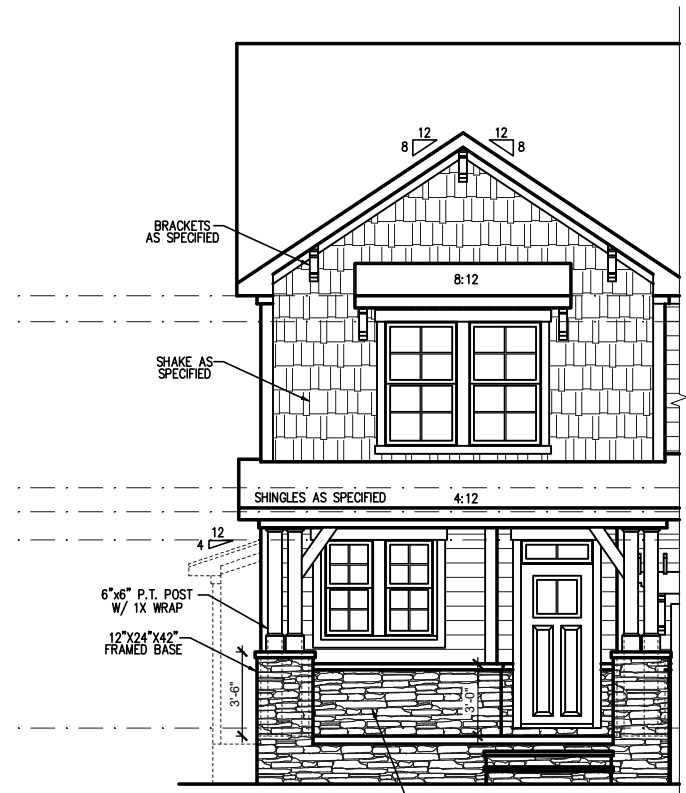 12
12
8
8
BRACKETS
AS SPECIFIED
8:12
SHAKE AS
SPECIFIED
SHINGLES AS SPECIFIED
4:12
12
4
6"x6" P.T. POST
W/ 1X WRAP
12"X24"X42"
FRAMED BASE
3'-6"
3'-0"